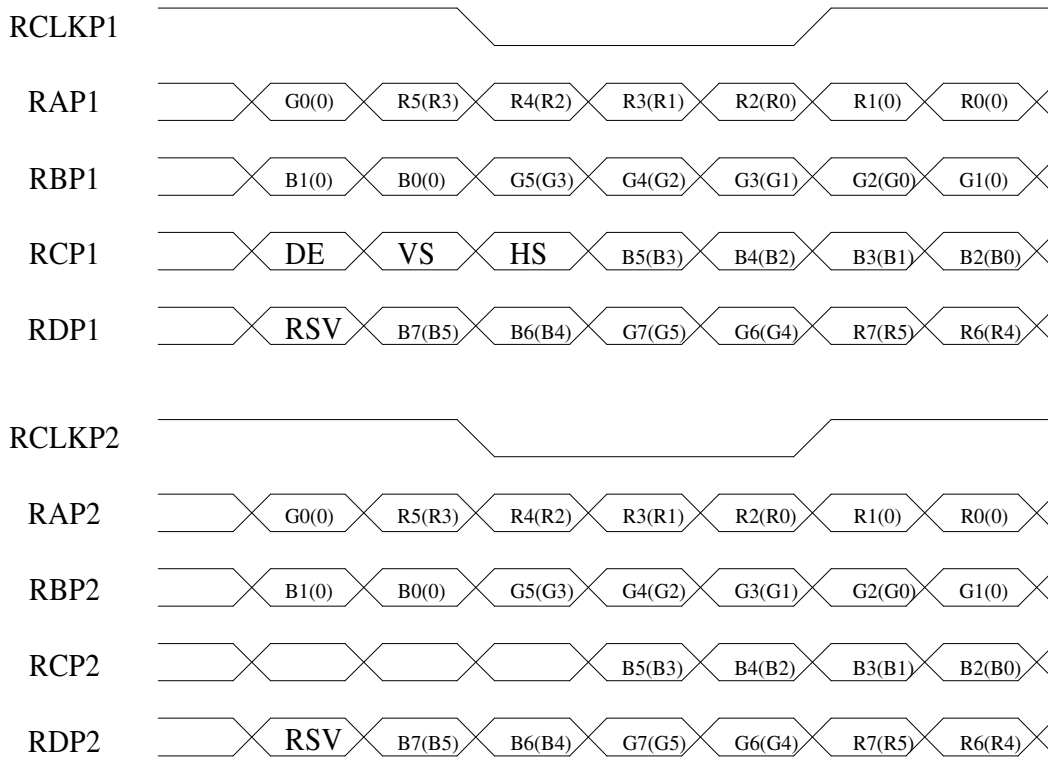 RCLKP1
RAP1 G0(0) R5(R3) R4(R2) R3(R1) R2(R0) R1(0) R0(0)
RBP1 B1(0) B0(0) G5(G3) G4(G2) G3(G1) G2(G0) G1(0)
RCP1 DE VS HS B5(B3) B4(B2) B3(B1) B2(B0)
RDP1 RSV B7(B5) B6(B4) G7(G5) G6(G4) R7(R5) R6(R4)
RCLKP2
RAP2 G0(0) R5(R3) R4(R2) R3(R1) R2(R0) R1(0) R0(0)
RBP2 B1(0) B0(0) G5(G3) G4(G2) G3(G1) G2(G0) G1(0)
RCP2 B5(B3) B4(B2) B3(B1) B2(B0)
RDP2 RSV B7(B5) B6(B4) G7(G5) G6(G4) R7(R5) R6(R4)